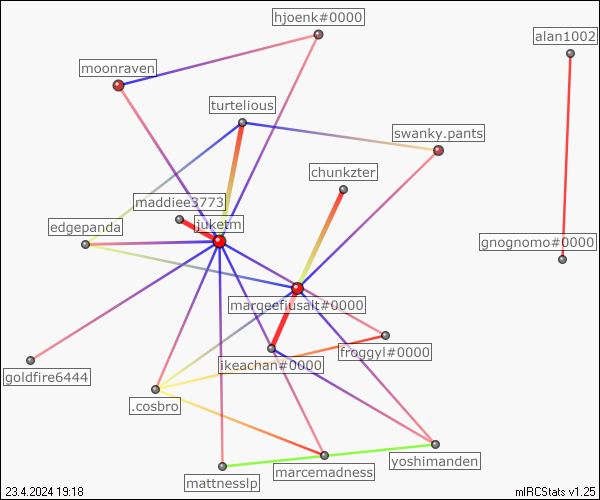 hjoenk#0000
alan1002
moonraven
turtelious
swanky.pants
chunkzter
maddiee3773
juketm
edgepanda
gnognomo#0000
margeefiusalt#0000
froggyl#0000
ikeachan#0000
goldfire6444
.cosbro
yoshimanden
marcemadness
mattnesslp
23.4.2024 19:18
mIRCStats v1.25